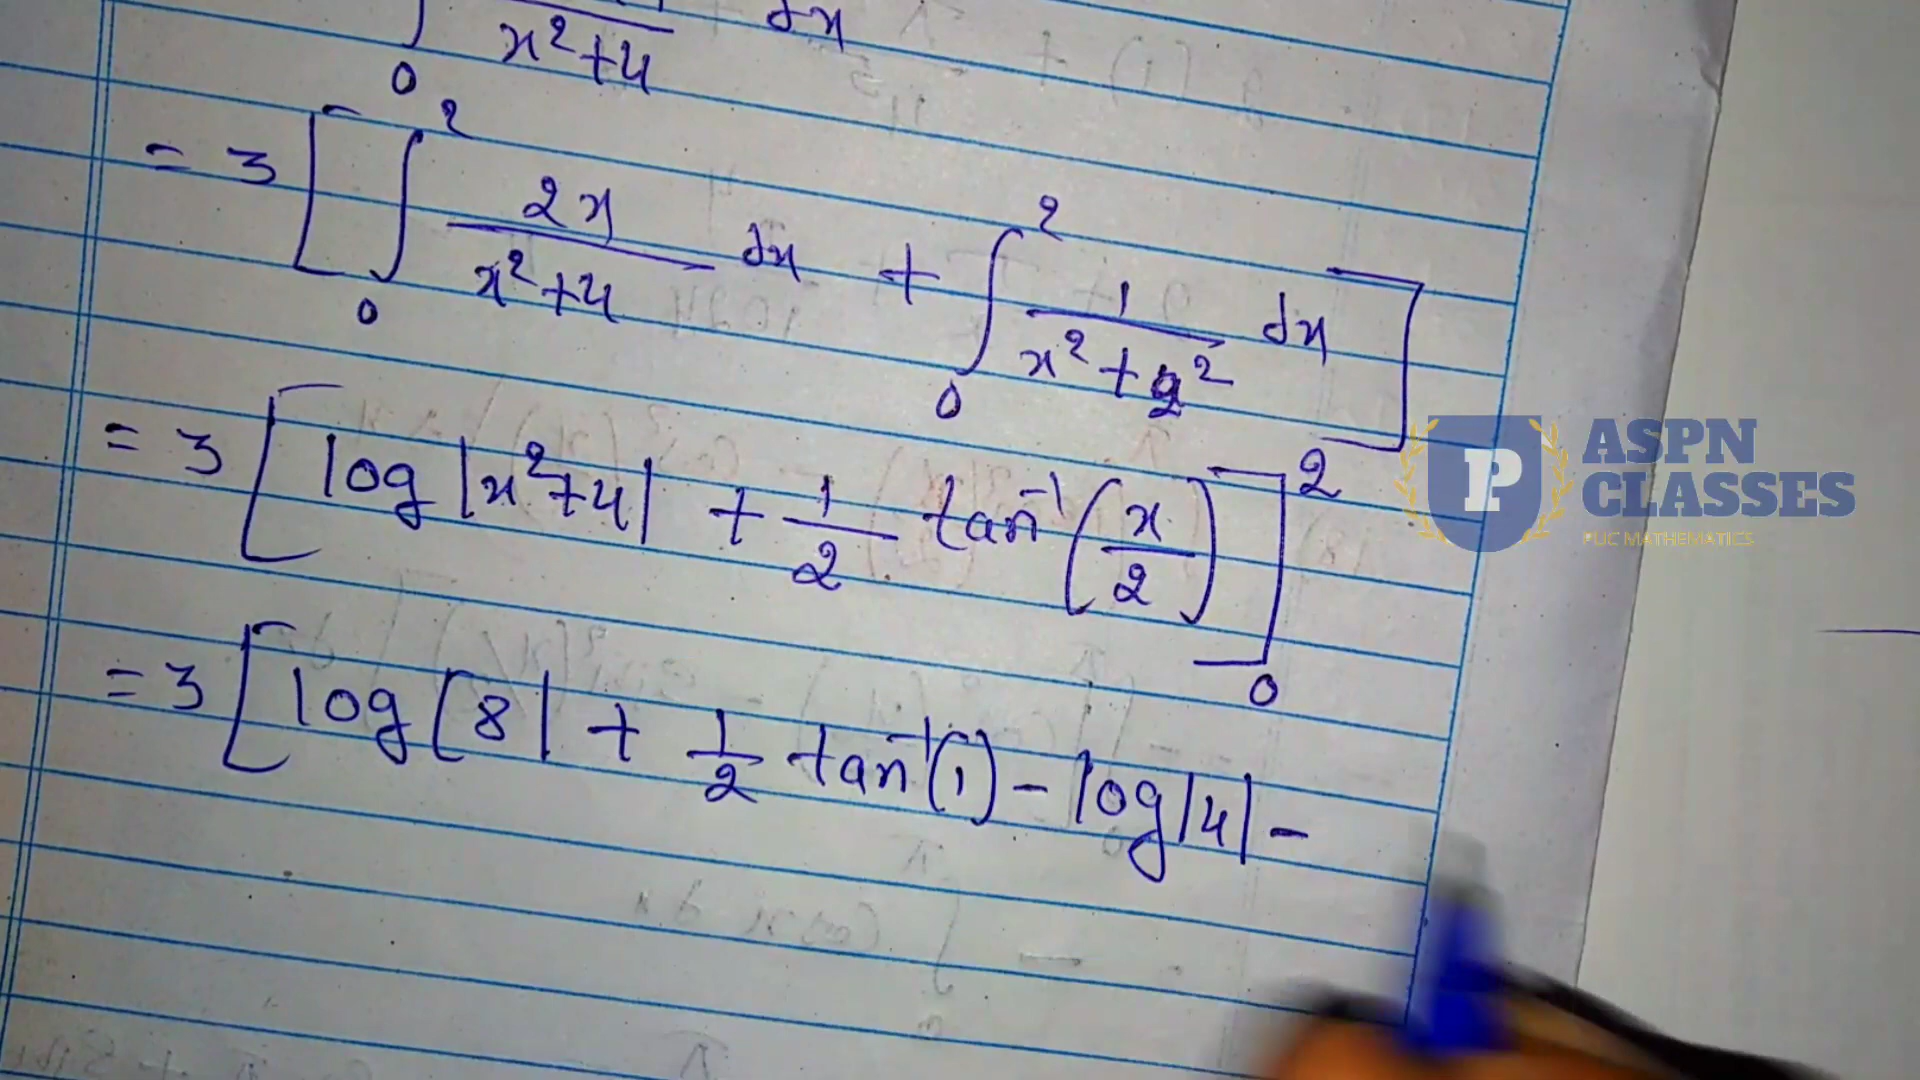 ∫₀ x²+4 dx
= 3 [ ∫₀² 2x/(x²+4) dx + ∫₀² 1/(x²+2²) dx ]
= 3 [ log |x²+4| + 1/2 tan⁻¹ (x/2) ]₀²
= 3 [ log [8| + 1/2 tan⁻¹(1) - log|4| -
P ASPN
CLASSES
PUC MATHEMATICS